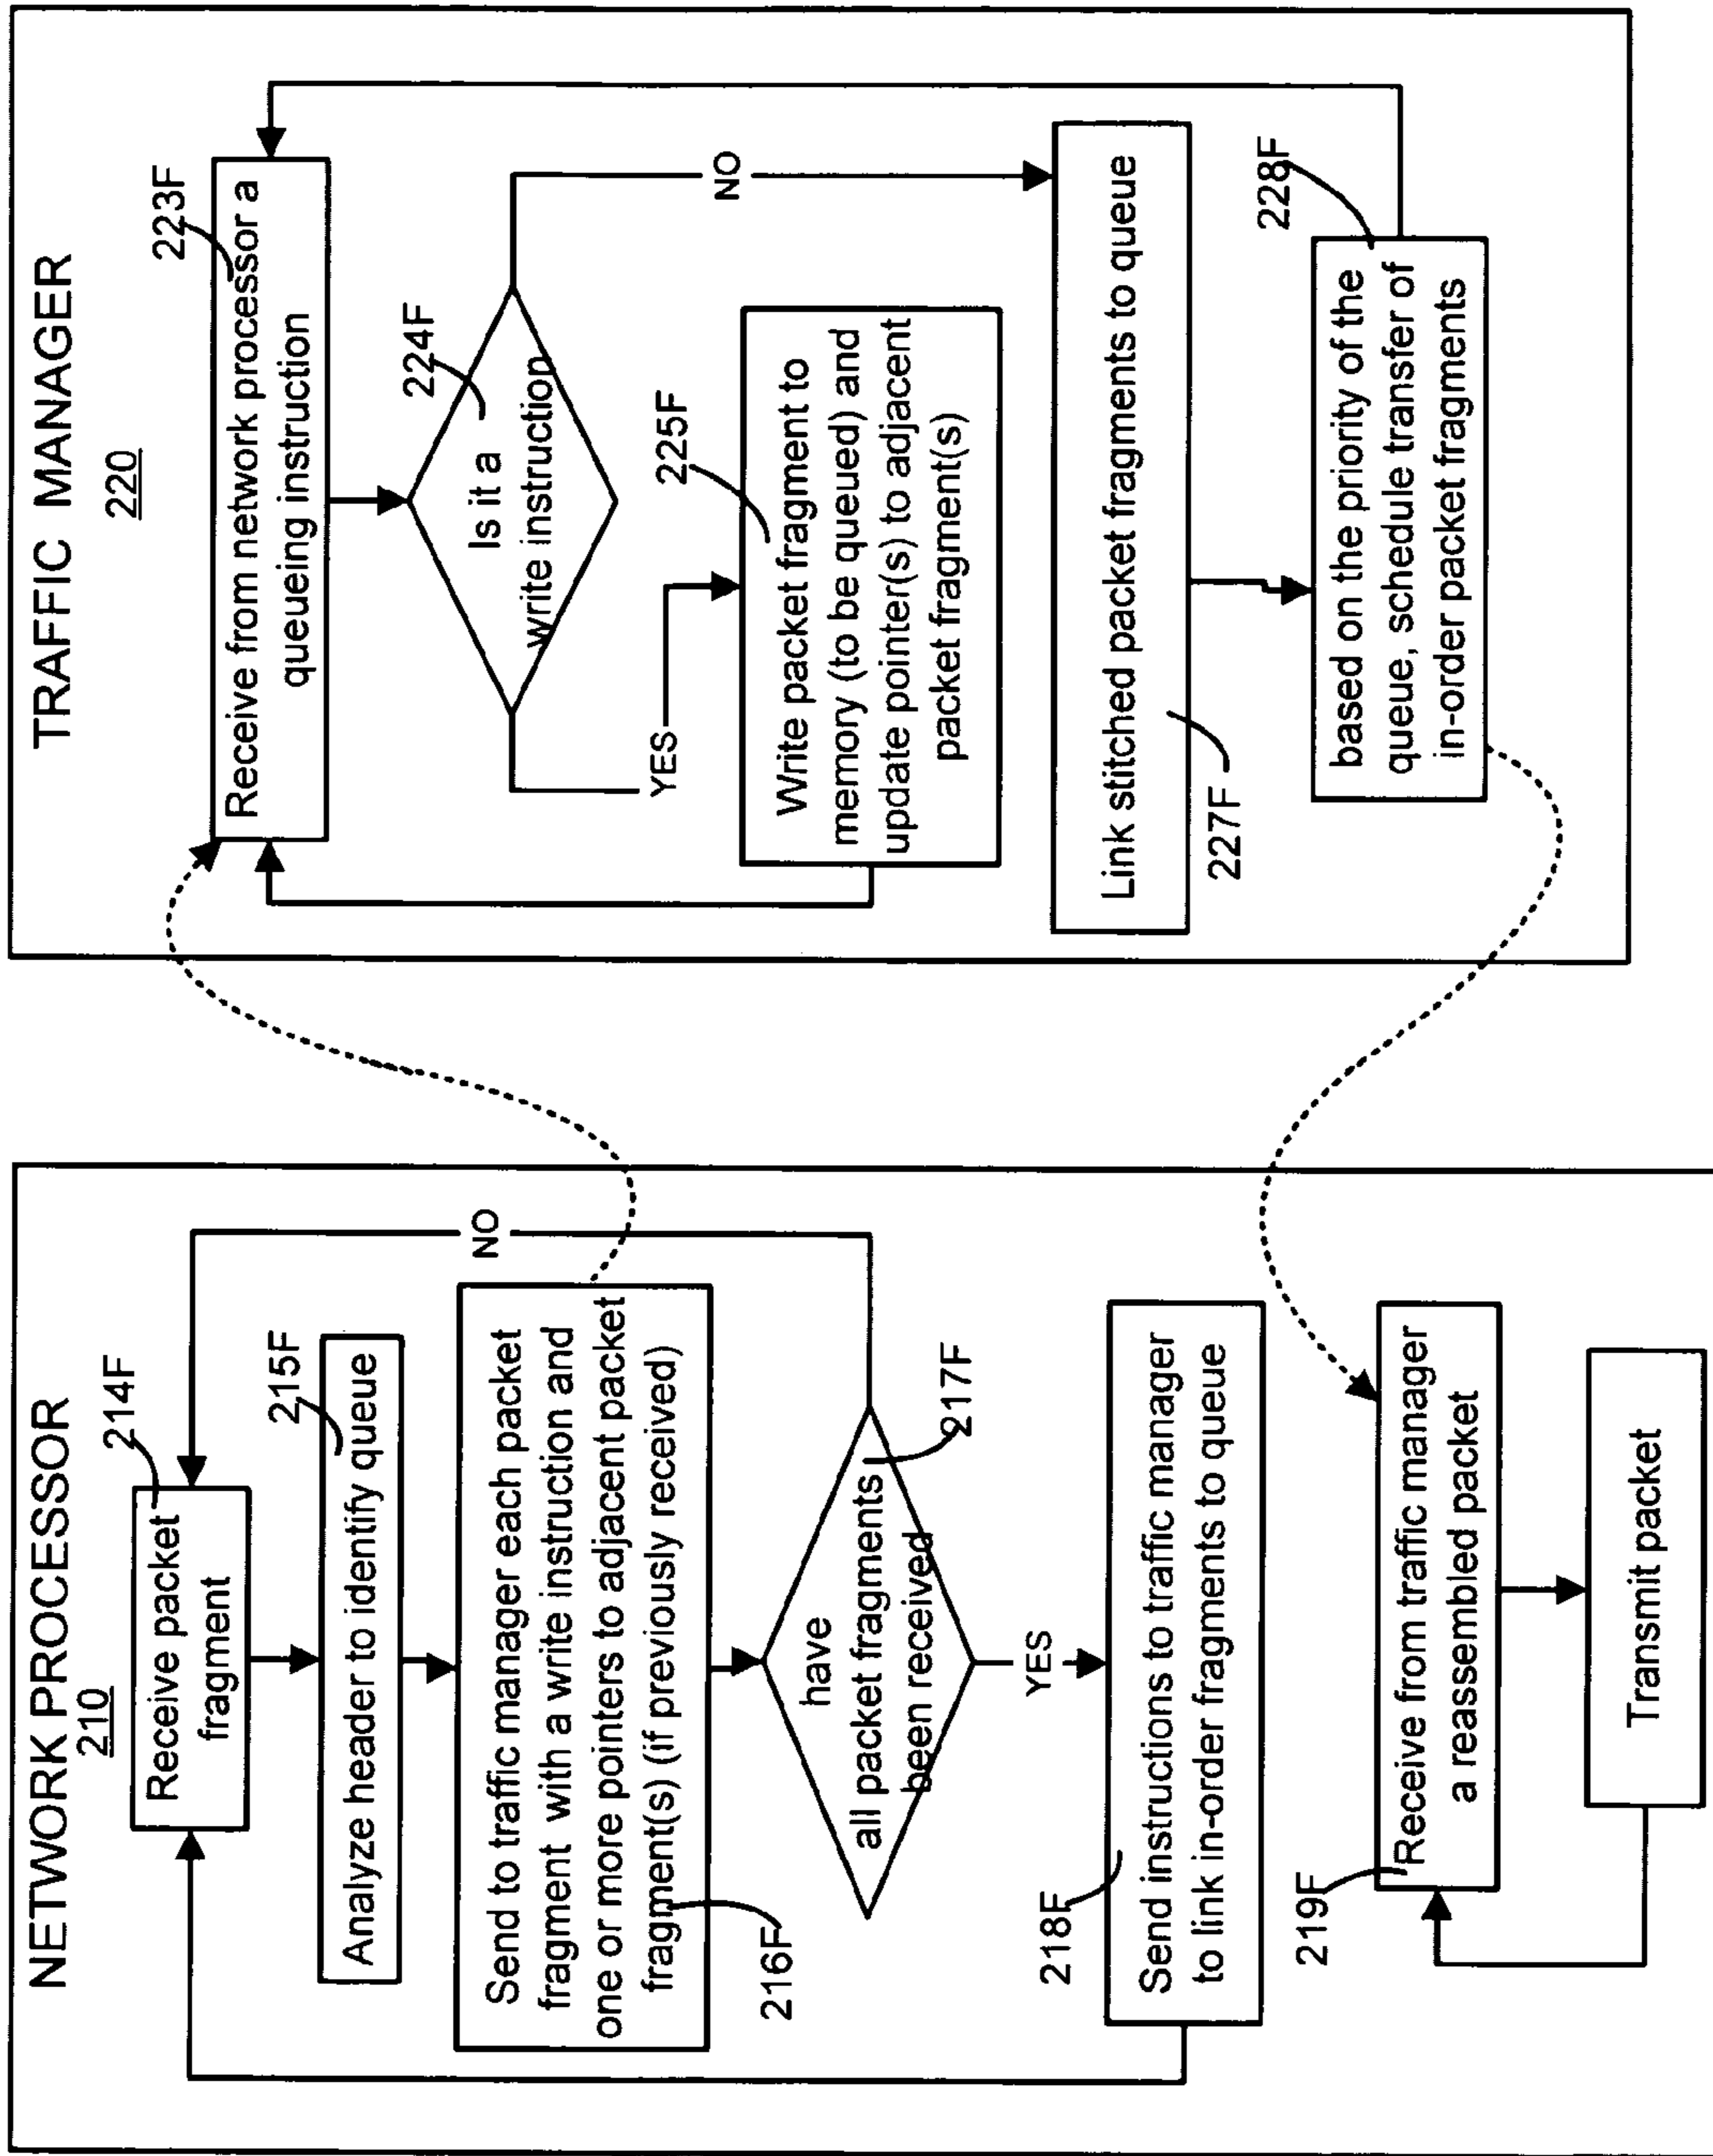 NETWORK PROCESSOR
210
214F
Receive packet
fragment
215F
Analyze header to identify queue
Send to traffic manager each packet
fragment with a write instruction and
one or more pointers to adjacent packet
fragment(s) (if previously received)
216F
NO
have
all packet fragments
been received
217F
YES
218F
Send instructions to traffic manager
to link in-order fragments to queue
219F
Receive from traffic manager
a reassembled packet
Transmit packet
TRAFFIC MANAGER
220
223F
Receive from network processor a
queueing instruction
224F
Is it a
write instruction
YES
NO
225F
Write packet fragment to
memory (to be queued) and
update pointer(s) to adjacent
packet fragment(s)
Link stitched packet fragments to queue
227F
228F
based on the priority of the
queue, schedule transfer of
in-order packet fragments